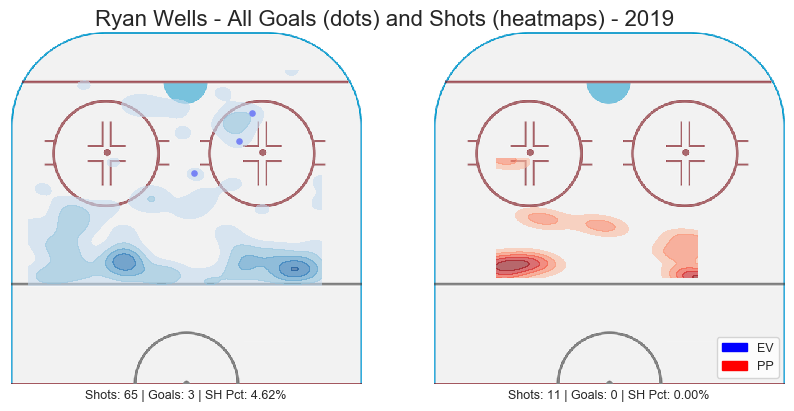 Ryan Wells - All Goals (dots) and Shots (heatmaps) - 2019
EV
PP
Shots: 65 | Goals: 3 | SH Pct: 4.62%
Shots: 11 | Goals: 0 | SH Pct: 0.00%